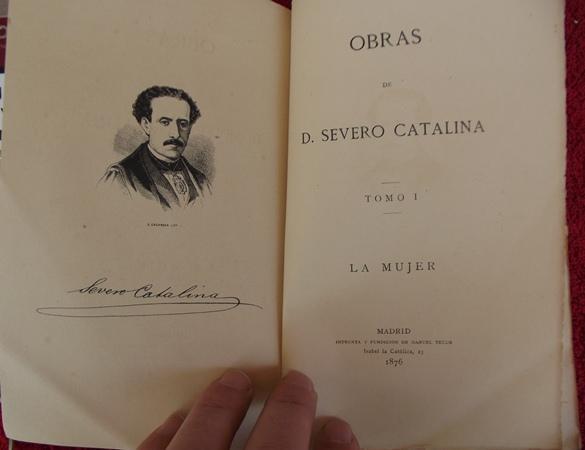 Severo Catalina
OBRAS
DE
D. SEVERO CATALINA
TOMO I
LA MUJER
MADRID
IMPRENTA Y FUNDICION DE MANUEL TELLO
Isabel la Católica, 23
1876